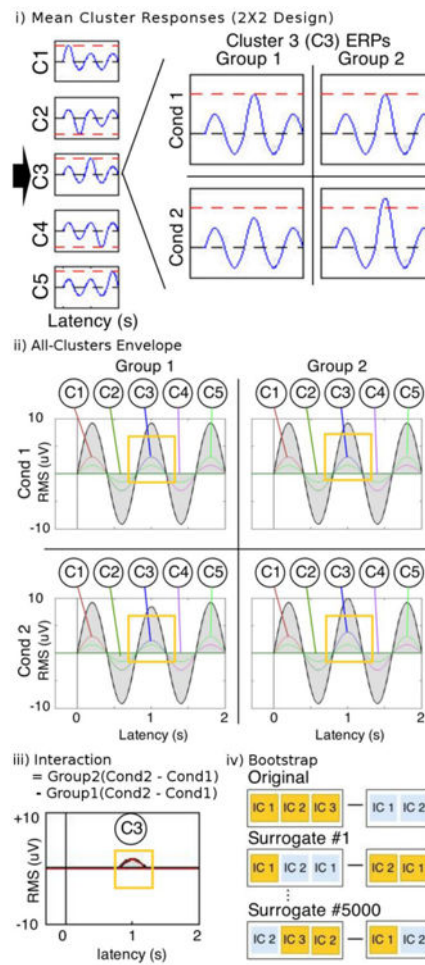 i) Mean Cluster Responses (2X2 Design)
C1
C2
C3
C4
C5
Latency (s)
Cluster 3 (C3) ERPs
Group 1 Group 2
Cond 1
Cond 2
ii) All-Clusters Envelope
Group 1 Group 2
C1 C2 C3 C4 C5 C1 C2 C3 C4 C5
Cond 1
RMS (uV)
10
-10
C1 C2 C3 C4 C5 C1 C2 C3 C4 C5
Cond 2
RMS (uV)
10
-10
0 1 2 0 1 2
Latency (s) Latency (s)
iii) Interaction
= Group2(Cond2 - Cond1)
- Group1(Cond2 - Cond1)
+10
C3
RMS (uV)
-10
0 1 2
latency (s)
iv) Bootstrap
Original
IC 1 IC 2 IC 3 — IC 1 IC 2
Surrogate #1
IC 1 IC 2 IC 1 — IC 2 IC 1
Surrogate #5000
IC 2 IC 3 IC 2 — IC 1 IC 2